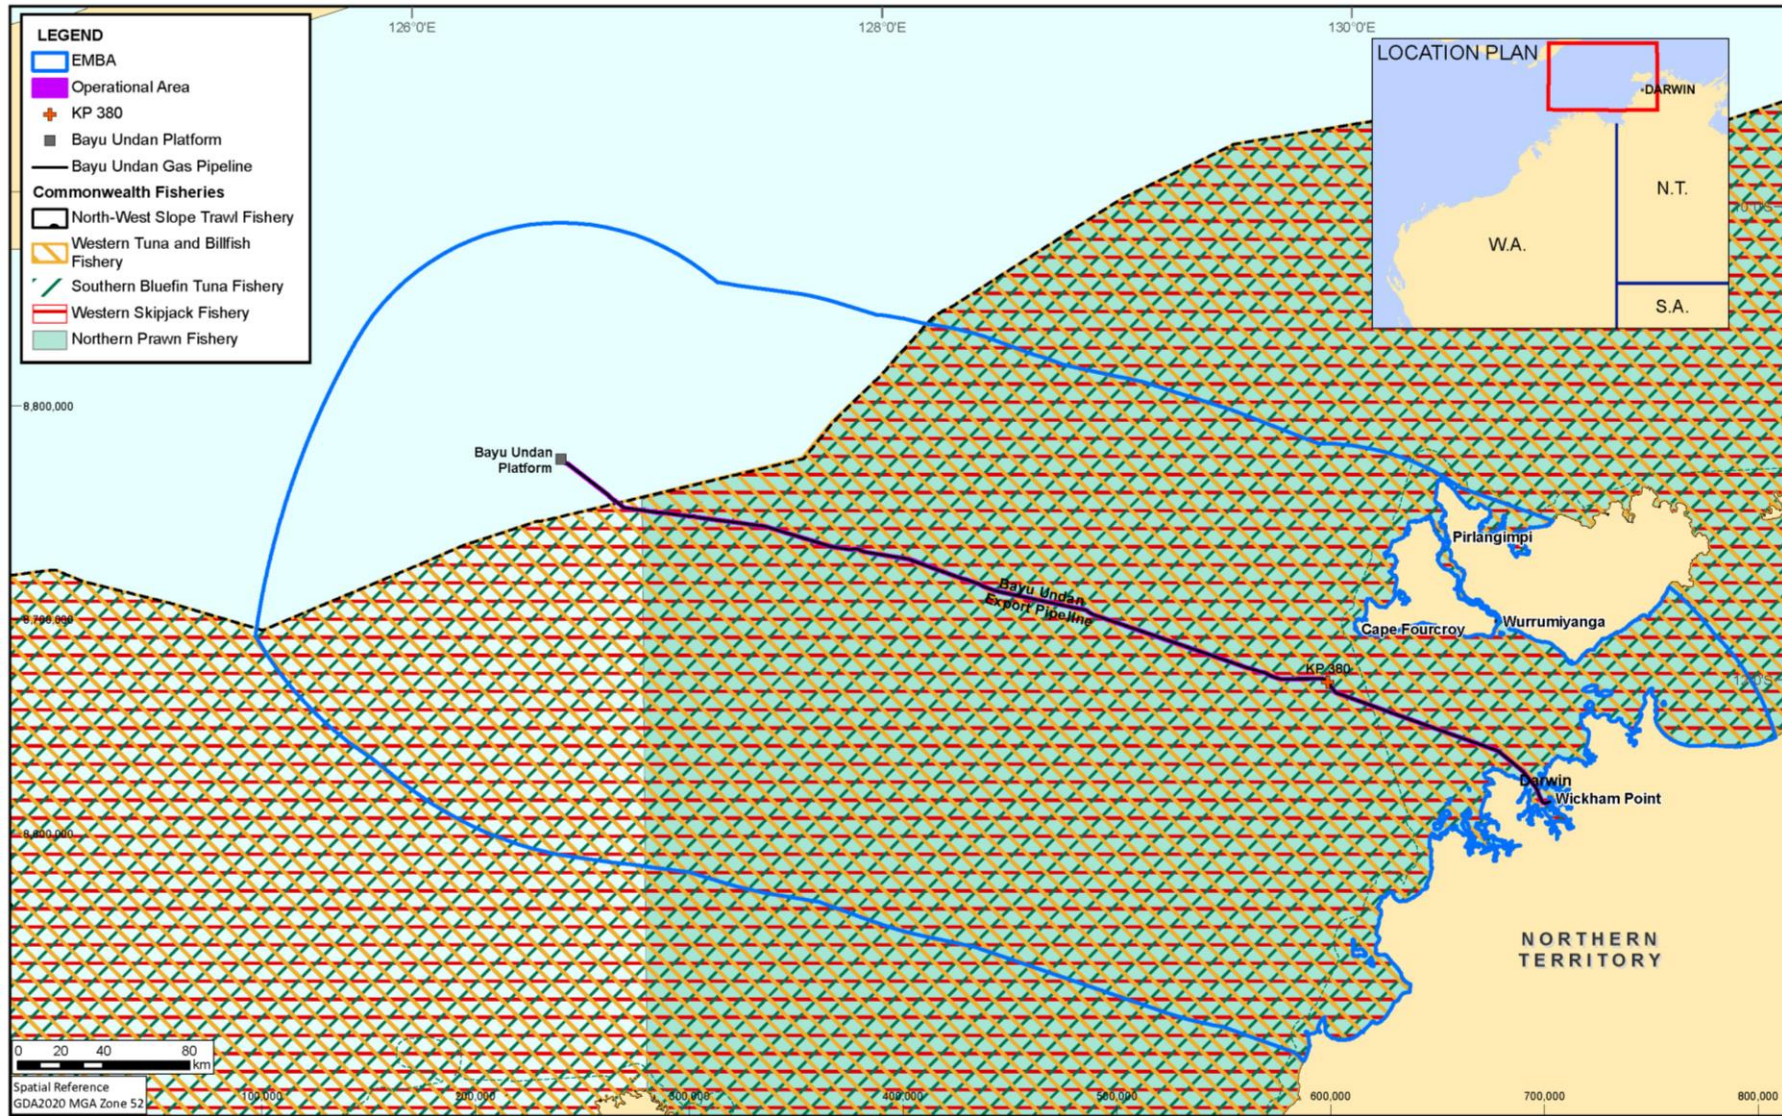 126°0'E
128°0'E
130°0'E
LEGEND
EMBA
Operational Area
KP 380
Bayu Undan Platform
Bayu Undan Gas Pipeline
Commonwealth Fisheries
North-West Slope Trawl Fishery
Western Tuna and Billfish
Fishery
Southern Bluefin Tuna Fishery
Western Skipjack Fishery
Northern Prawn Fishery
LOCATION PLAN
DARWIN
N.T.
W.A.
S.A.
8,800,000
Bayu Undan
Platform
Pirlangimpi
Bayu Undan
Export Pipeline
8,700,000
Cape Fourcroy
Wurrumiyanga
KP 380
Darwin
Wickham Point
NORTHERN
TERRITORY
0 20 40 80
km
Spatial Reference
GDA2020 MGA Zone 52
100,000
200,000
300,000
400,000
500,000
600,000
700,000
800,000